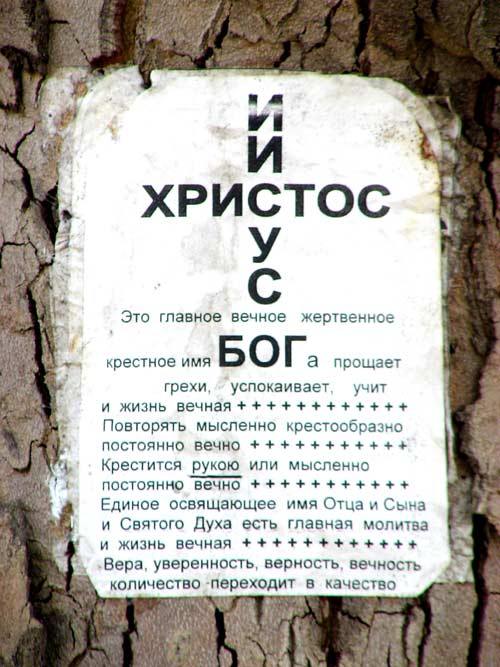 И
И
ХРИСТОС
У
С
Это главное вечное жертвенное
крестное имя БОГа прощает
грехи, успокаивает, учит
и жизнь вечная + + + + + + + + + + + +
Повторять мысленно крестообразно
постоянно вечно + + + + + + + + + + +
Крестится рукою или мысленно
постоянно вечно + + + + + + + + + + +
Единое освящающее имя Отца и Сына
и Святого Духа есть главная молитва
и жизнь вечная + + + + + + + + + + + +
Вера, уверенность, верность, вечность
количество переходит в качество